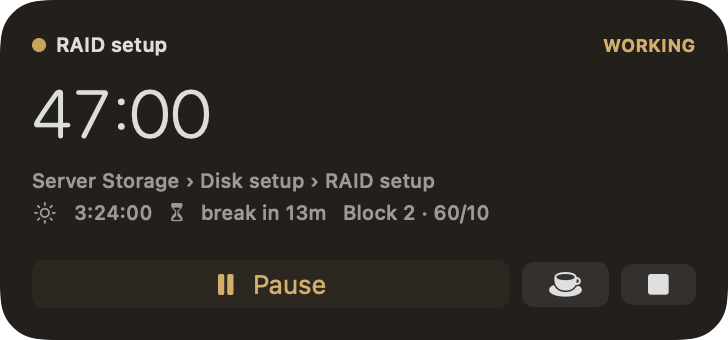 RAID setup
WORKING
47:00
Server Storage › Disk setup › RAID setup
3:24:00 break in 13m Block 2 · 60/10
Pause